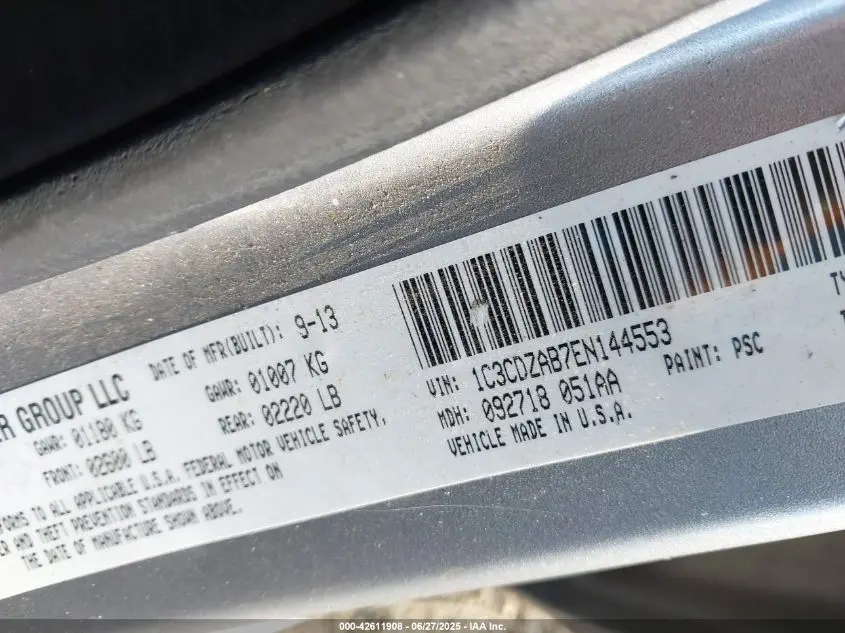 ER GROUP LLC
DATE OF MFR(BUILT): 9-13
GAWR: 01180 KG
GAWR: 01007 KG
FRONT: 02600 LB
REAR: 02220 LB
TO ALL APPLICABLE U.S.A. FEDERAL MOTOR VEHICLE SAFETY,
AND THEFT PREVENTION STANDARDS IN EFFECT ON
THE DATE OF MANUFACTURE SHOWN ABOVE.
VIN: 1C3CDZAB7EN144553
MDH: 092718 051AA
PAINT: PSC
VEHICLE MADE IN U.S.A.
000-42611908 | 06/27/2025 - IAA Inc.